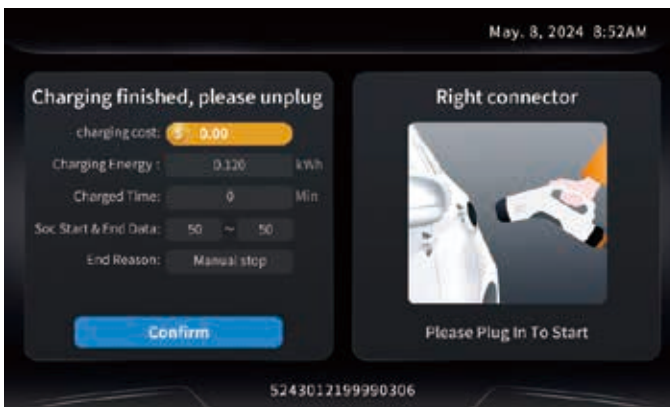 May. 8, 2024 8:52AM
Charging finished, please unplug
charging cost: $ 0.00
Charging Energy : 0.120 kWh
Charged Time: 0 Min
Soc Start & End Data: 50 ~ 50
End Reason: Manual stop
Confirm
Right connector
Please Plug In To Start
5243012199990306